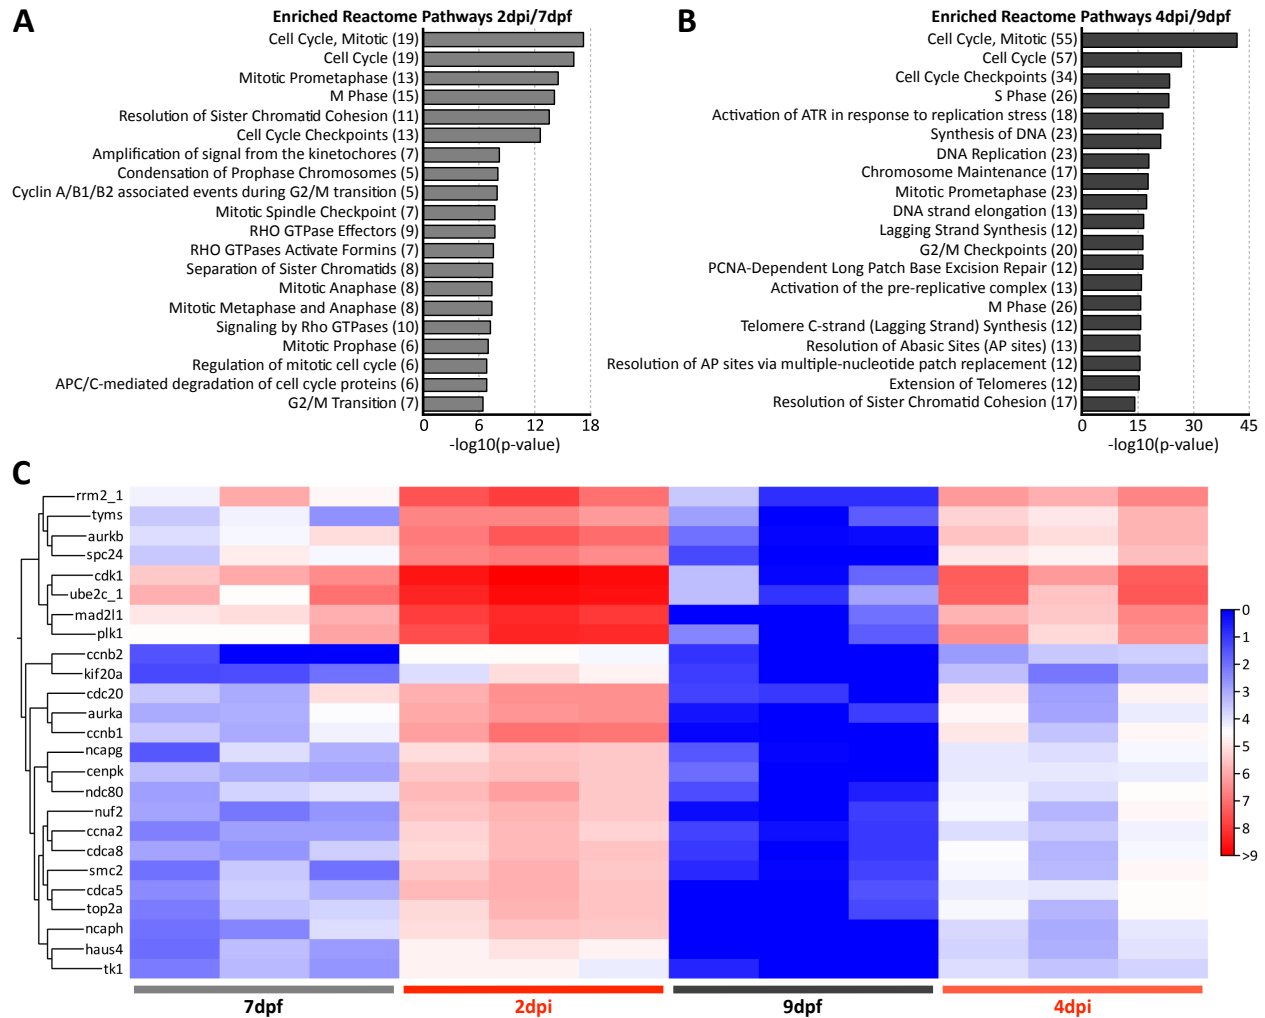 A
Enriched Reactome Pathways 2dpi/7dpf
Cell Cycle, Mitotic (19)
Cell Cycle (19)
Mitotic Prometaphase (13)
M Phase (15)
Resolution of Sister Chromatid Cohesion (11)
Cell Cycle Checkpoints (13)
Amplification of signal from the kinetochores (7)
Condensation of Prophase Chromosomes (5)
Cyclin A/B1/B2 associated events during G2/M transition (5)
Mitotic Spindle Checkpoint (7)
RHO GTPase Effectors (9)
RHO GTPases Activate Formins (7)
Separation of Sister Chromatids (8)
Mitotic Anaphase (8)
Mitotic Metaphase and Anaphase (8)
Signaling by Rho GTPases (10)
Mitotic Prophase (6)
Regulation of mitotic cell cycle (6)
APC/C-mediated degradation of cell cycle proteins (6)
G2/M Transition (7)
0 6 12 18
-log10(p-value)
B
Enriched Reactome Pathways 4dpi/9dpf
Cell Cycle, Mitotic (55)
Cell Cycle (57)
Cell Cycle Checkpoints (34)
S Phase (26)
Activation of ATR in response to replication stress (18)
Synthesis of DNA (23)
DNA Replication (23)
Chromosome Maintenance (17)
Mitotic Prometaphase (23)
DNA strand elongation (13)
Lagging Strand Synthesis (12)
G2/M Checkpoints (20)
PCNA-Dependent Long Patch Base Excision Repair (12)
Activation of the pre-replicative complex (13)
M Phase (26)
Telomere C-strand (Lagging Strand) Synthesis (12)
Resolution of Abasic Sites (AP sites) (13)
Resolution of AP sites via multiple-nucleotide patch replacement (12)
Extension of Telomeres (12)
Resolution of Sister Chromatid Cohesion (17)
0 15 30 45
-log10(p-value)
C
rrm2_1
tyms
aurkb
spc24
cdk1
ube2c_1
mad2l1
plk1
ccnb2
kif20a
cdc20
aurka
ccnb1
ncapg
cenpk
ndc80
nuf2
ccna2
cdca8
smc2
cdca5
top2a
ncaph
haus4
tk1
7dpf 2dpi 9dpf 4dpi
0
1
2
3
4
5
6
7
8
>9